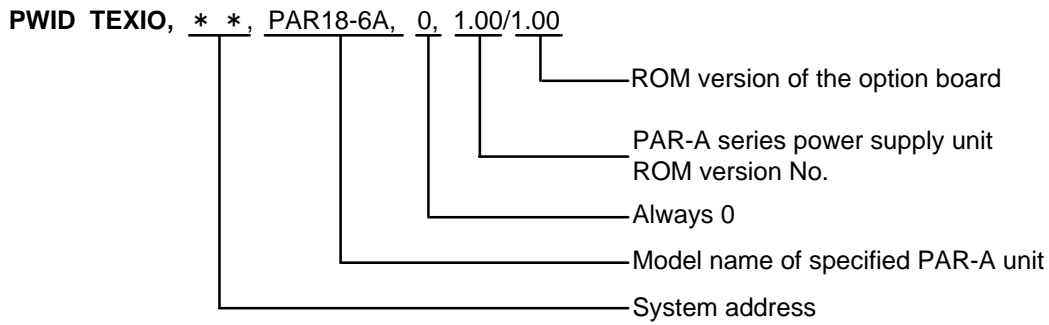 PWID TEXIO, * *, PAR18-6A, 0, 1.00/1.00
ROM version of the option board
PAR-A series power supply unit
ROM version No.
Always 0
Model name of specified PAR-A unit
System address